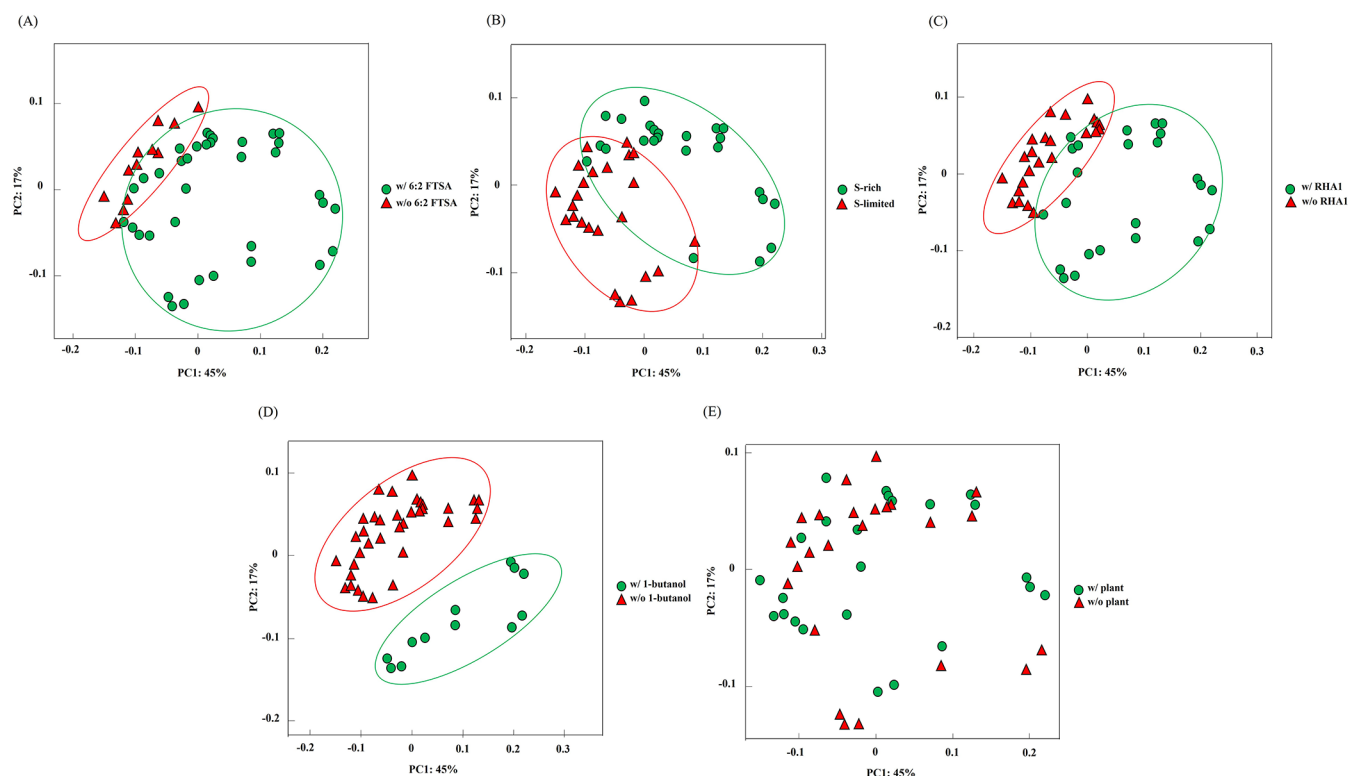 (A)
0.1
0
-0.1
PC2: 17%
-0.2
-0.1
0
0.1
0.2
PC1: 45%
w/ 6:2 FTSA
w/o 6:2 FTSA
(B)
0.1
0
-0.1
PC2: 17%
-0.2
-0.1
0
0.1
0.2
0.3
PC1: 45%
S-rich
S-limited
(C)
0.1
0
-0.1
-0.2
PC2: 17%
-0.2
-0.1
0
0.1
0.2
0.3
PC1: 45%
w/ RHA1
w/o RHA1
(D)
0.1
0
-0.1
-0.2
PC2: 17%
-0.2
-0.1
0
0.1
0.2
0.3
PC1: 45%
w/ 1-butanol
w/o 1-butanol
(E)
0.1
0
-0.1
PC2: 17%
-0.1
0
0.1
0.2
PC1: 45%
w/ plant
w/o plant